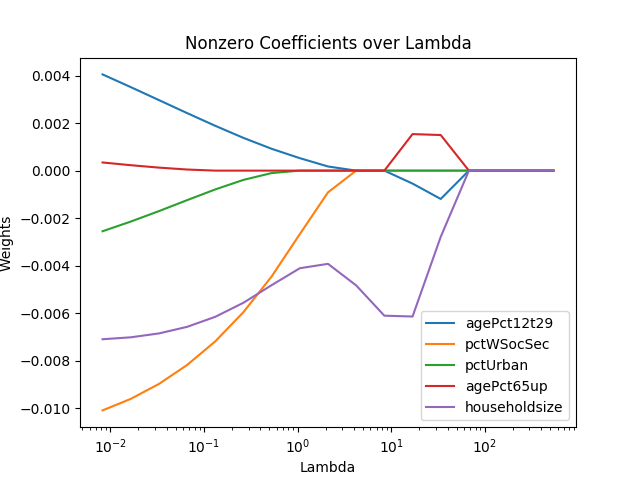 Nonzero Coefficients over Lambda
Weights
0.004
0.002
0.000
−0.002
−0.004
−0.006
−0.008
−0.010
agePct12t29
pctWSocSec
pctUrban
agePct65up
householdsize
10⁻² 10⁻¹ 10⁰ 10¹ 10²
Lambda